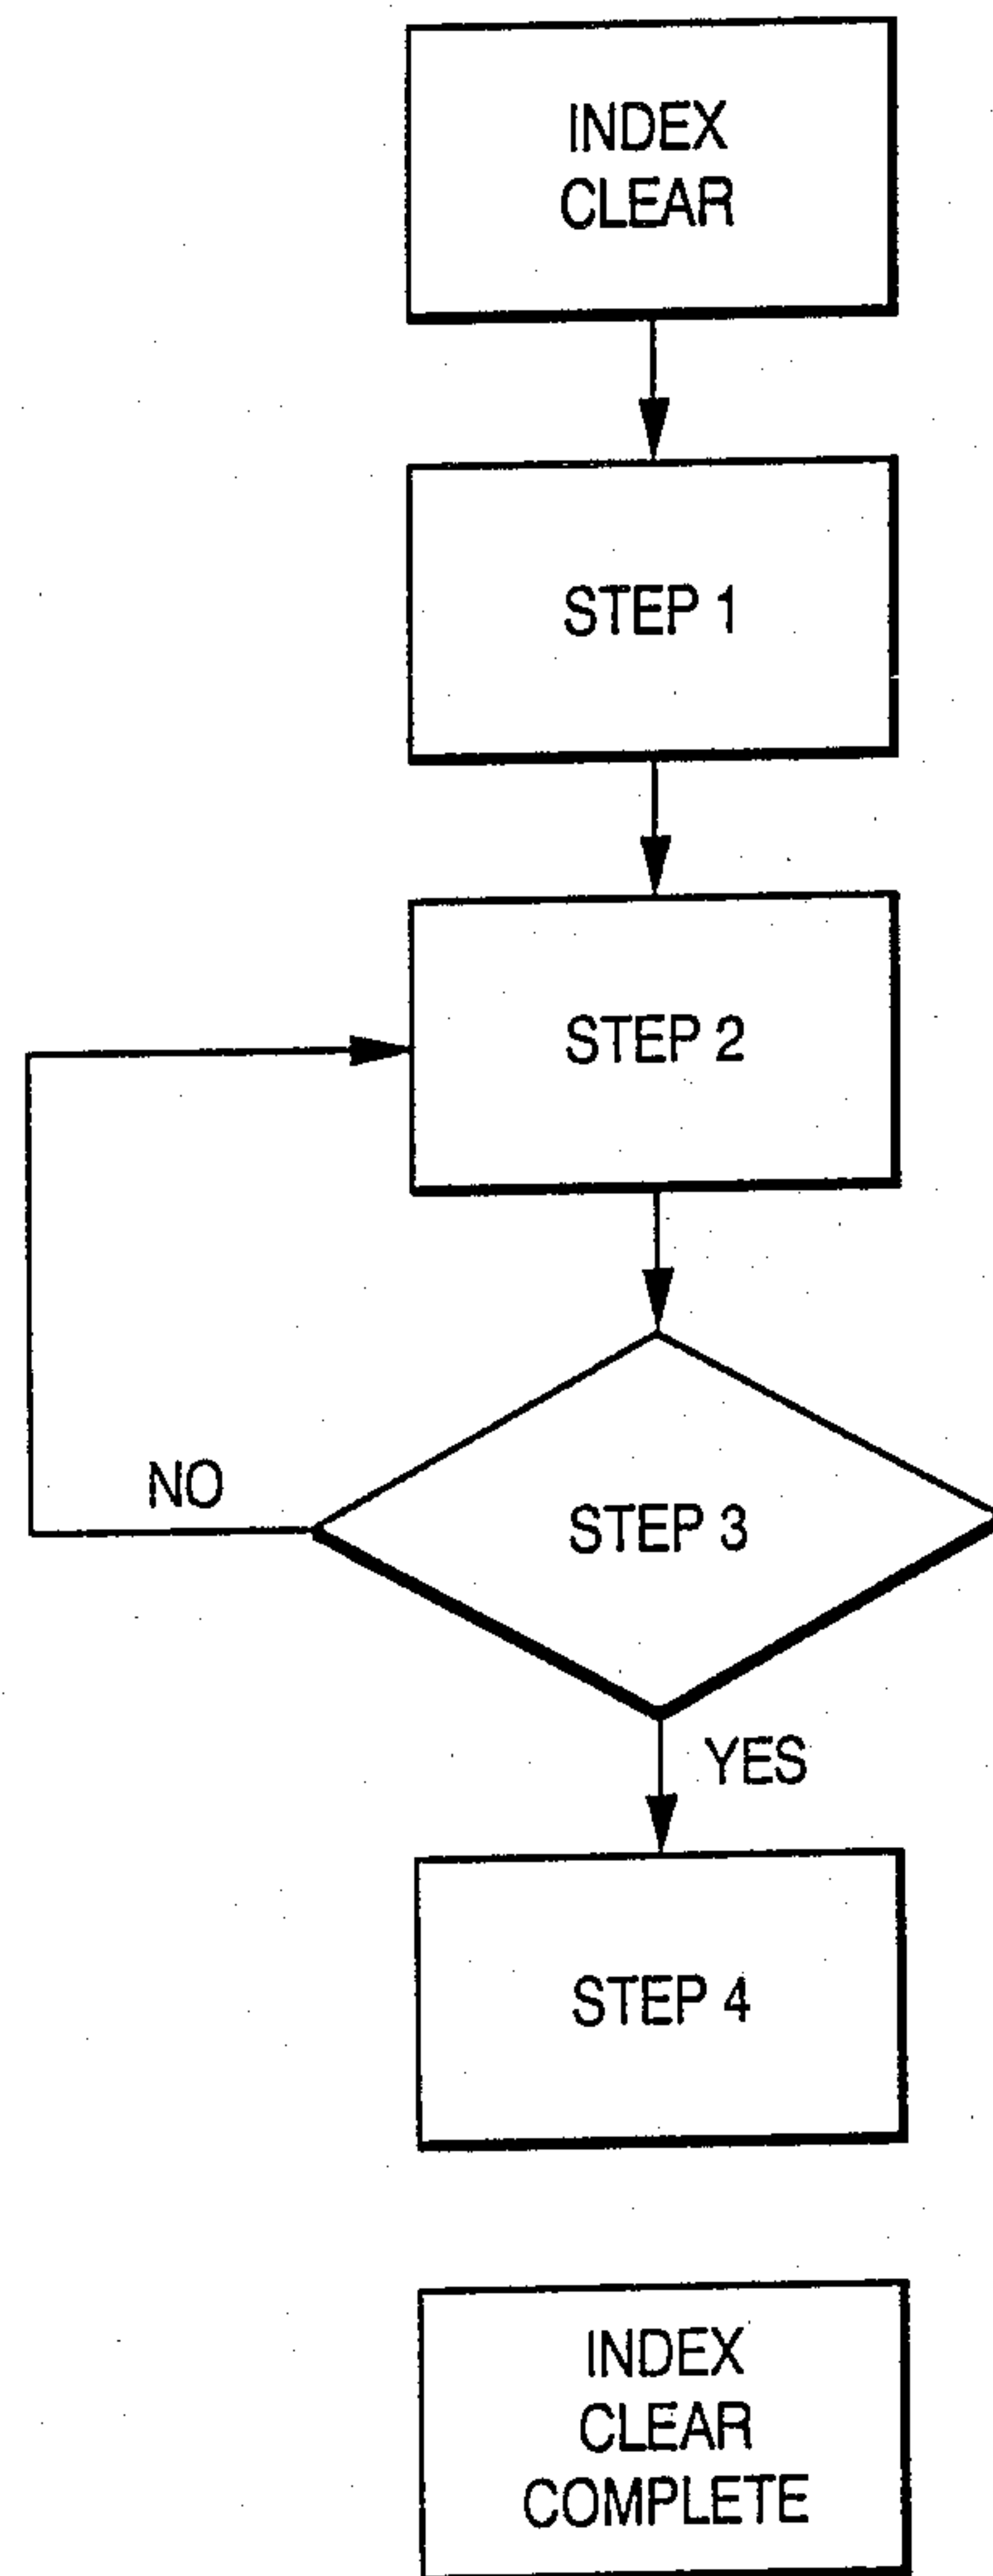 INDEX
CLEAR
STEP 1
STEP 2
NO
STEP 3
YES
STEP 4
INDEX
CLEAR
COMPLETE